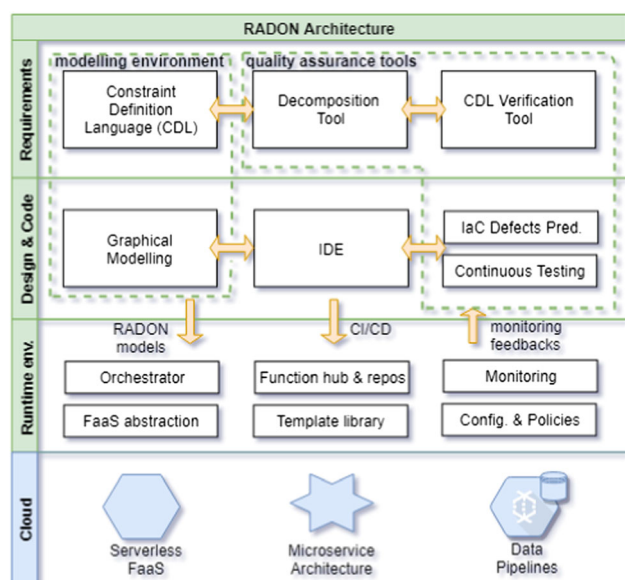 RADON Architecture
Requirements
modelling environment
quality assurance tools
Constraint
Definition
Language (CDL)
Decomposition
Tool
CDL Verification
Tool
Design & Code
Graphical
Modelling
IDE
IaC Defects Pred.
Continuous Testing
RADON
models
CI/CD
monitoring
feedbacks
Runtime env.
Orchestrator
Function hub & repos
Monitoring
FaaS abstraction
Template library
Config. & Policies
Cloud
Serverless
FaaS
Microservice
Architecture
Data
Pipelines